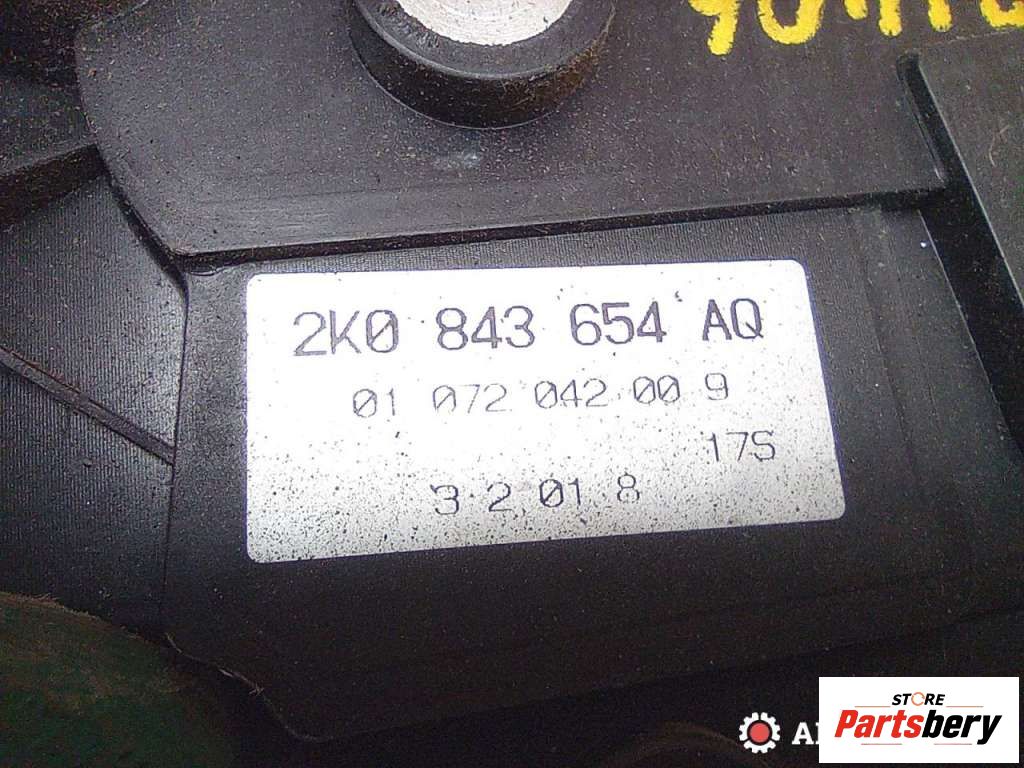 2K0 843 654 AQ
01 072 042 00 9
17S
3 2 01 8
STORE
Partsbery